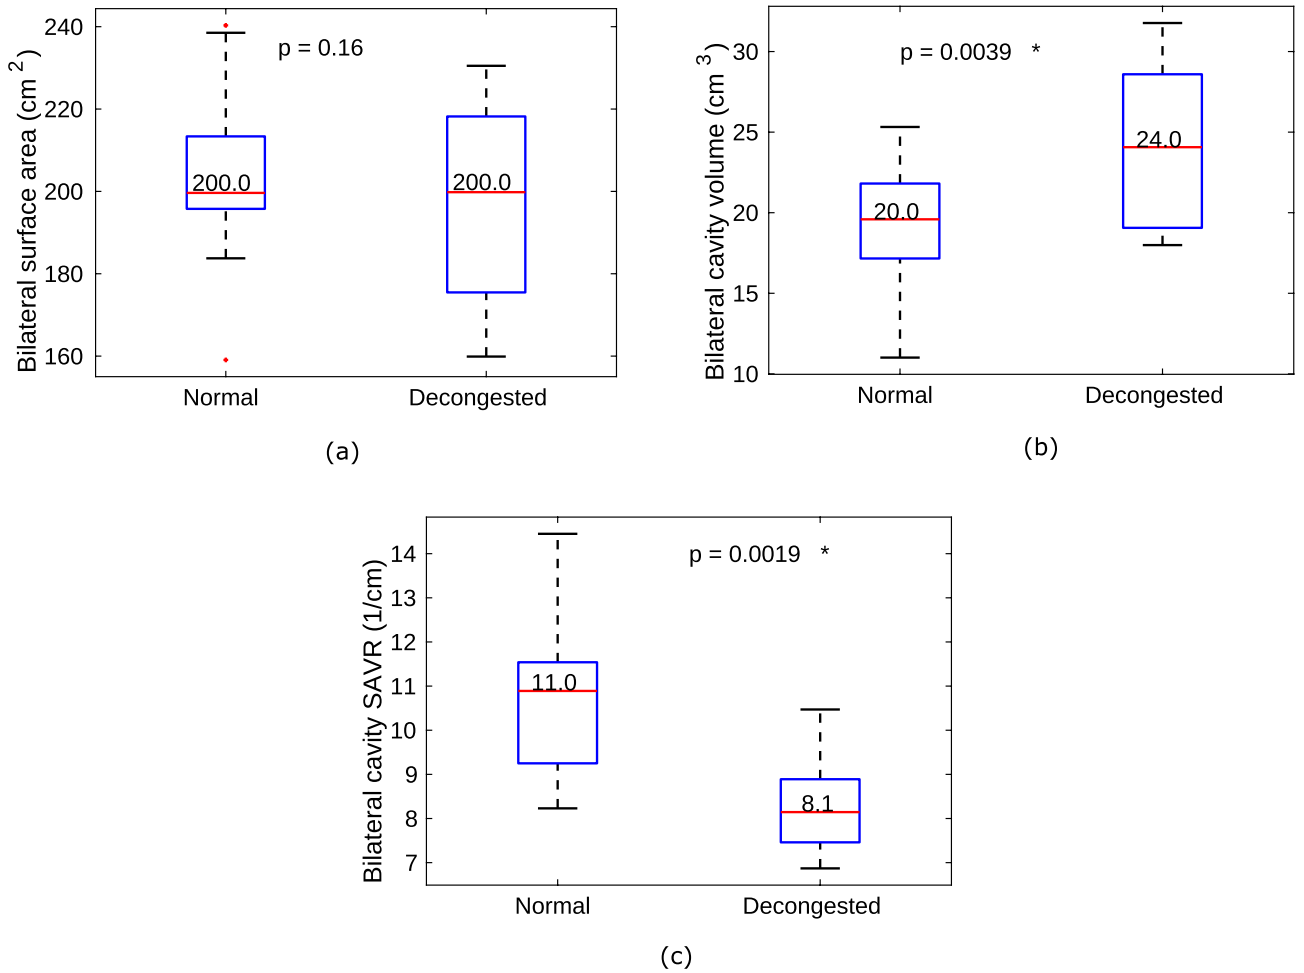 Bilateral surface area (cm 2)
240
220
200
180
160
p = 0.16
200.0
200.0
Normal
Decongested
(a)
Bilateral cavity volume (cm 3)
30
25
20
15
10
p = 0.0039 *
20.0
24.0
Normal
Decongested
(b)
Bilateral cavity SAVR (1/cm)
14
13
12
11
10
9
8
7
p = 0.0019 *
11.0
8.1
Normal
Decongested
(c)